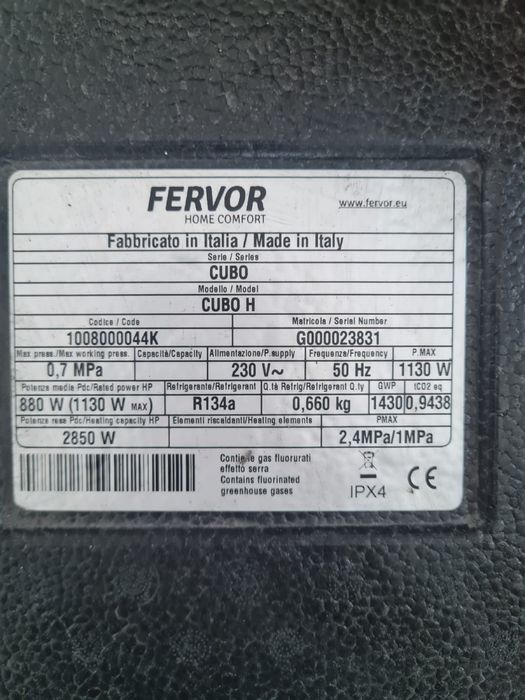 FERVOR
HOME COMFORT
www.fervor.eu
Fabbricato in Italia / Made in Italy
Serie / Series
CUBO
Modello / Model
CUBO H
Codice / Code Matricola / Serial Number
1008000044K G000023831
Max press./Max working press. Capacità/Capacity Alimentazione/P.supply Frequenza/Frequency P.MAX
0,7 MPa 230 V~ 50 Hz 1130 W
Potenza media Pdc/Rated power HP Refrigerante/Refrigerant Q.tà Refrig/Refrigerant Q.ty GWP tCO2 eq
880 W (1130 W MAX) R134a 0,660 kg 1430 0,9438
Potenza resa Pdc/Heating capacity HP Elementi riscaldanti/Heating elements PMAX
2850 W 2,4MPa/1MPa
Contiene gas fluorurati
effetto serra
Contains fluorinated
greenhouse gases
IPX4 CE